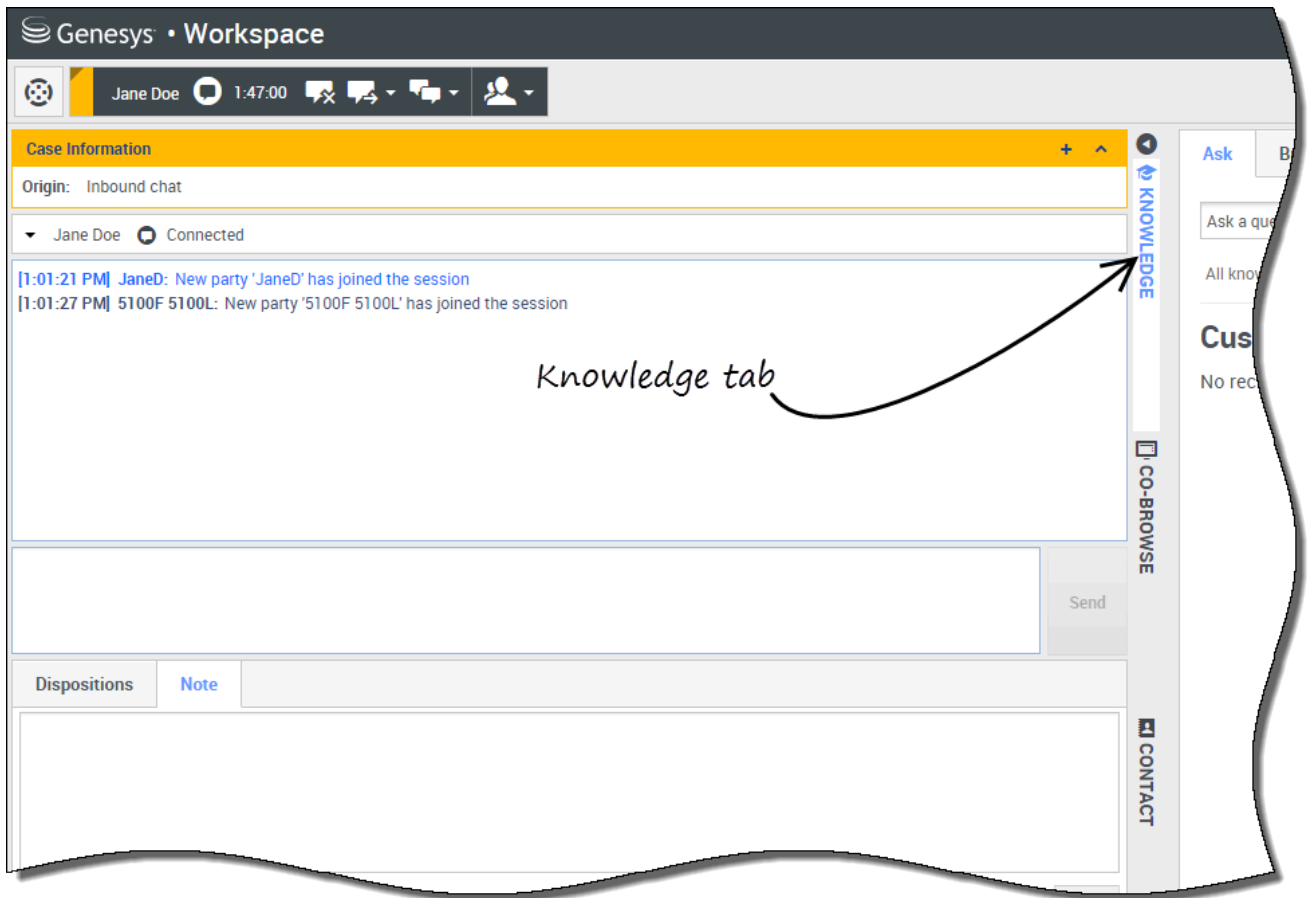 Genesys • Workspace
Jane Doe 1:47:00
Case Information
Origin: Inbound chat
Jane Doe Connected
[1:01:21 PM] JaneD: New party 'JaneD' has joined the session
[1:01:27 PM] 5100F 5100L: New party '5100F 5100L' has joined the session
Knowledge tab
Send
Dispositions Note
KNOWLEDGE
CO-BROWSE
CONTACT
Ask
Ask a
All
No